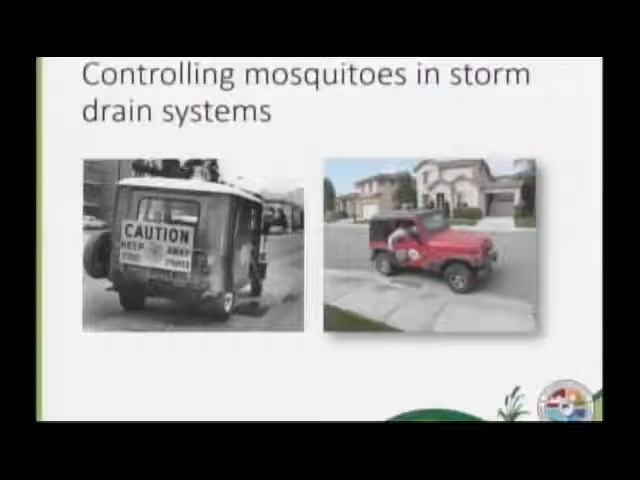 Controlling mosquitoes in storm
drain systems
CAUTION
KEEP AWAY